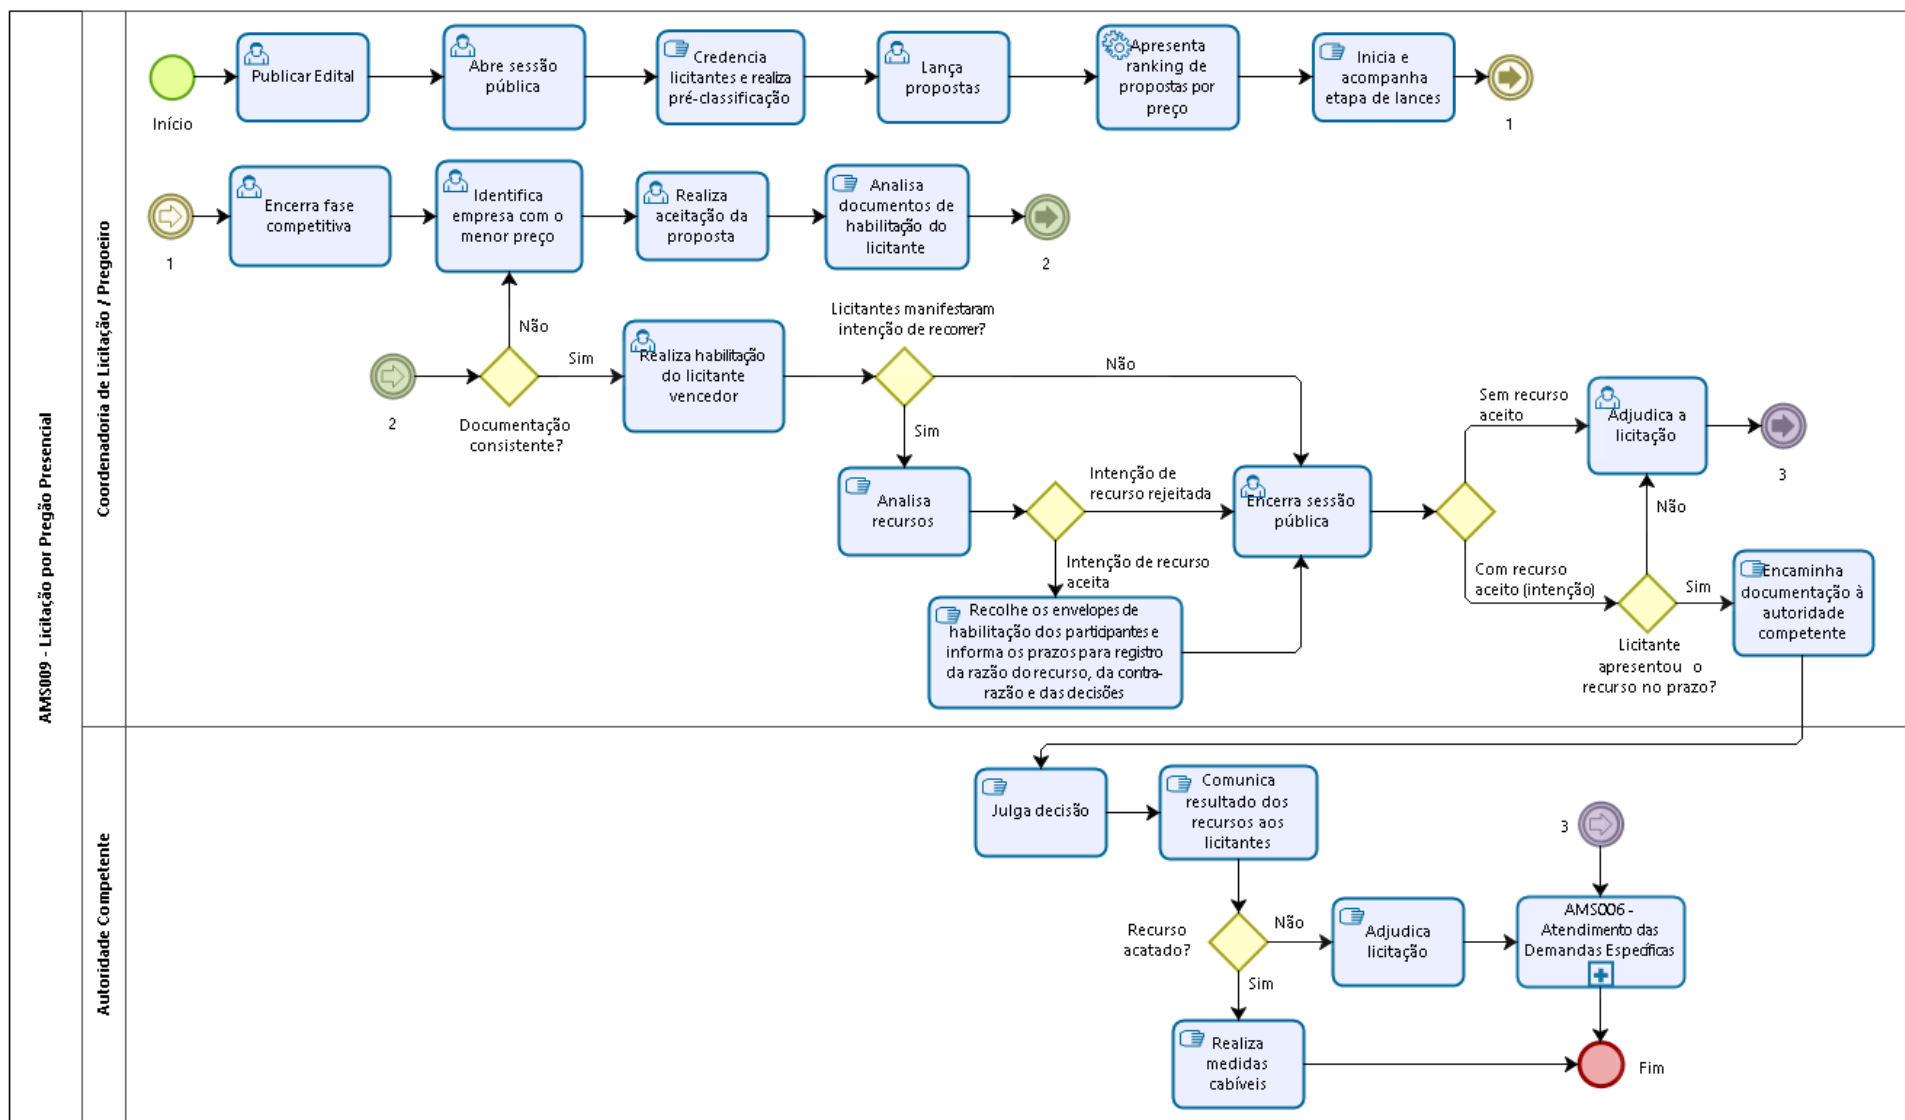 AMS009 - Licitação por Pregão Presencial
Coordenadoria de Licitação / Pregoeiro
Início
Publicar Edital
Abre sessão
pública
Credencia
licitantes e realiza
pré-classificação
Lança
propostas
Apresenta
ranking de
propostas por
preço
Inicia e
acompanha
etapa de lances
1
1
Encerra fase
competitiva
Identifica
empresa com o
menor preço
Realiza
aceitação da
proposta
Analisa
documentos de
habilitação do
licitante
2
2
Não
Sim
Documentação
consistente?
Realiza habilitação
do licitante
vencedor
Licitantes manifestaram
intenção de recorrer?
Não
Sim
Analisa
recursos
Intenção de
recurso rejeitada
Intenção de recurso
aceita
Recolhe os envelopes de
habilitação dos participantes e
informa os prazos para registro
da razão do recurso, da contra-
razão e das decisões
Encerra sessão
pública
Sem recurso
aceito
Com recurso
aceito (intenção)
Adjudica a
licitação
3
Não
Sim
Licitante
apresentou o
recurso no prazo?
Encaminha
documentação à
autoridade
competente
Autoridade Competente
Julga decisão
Comunica
resultado dos
recursos aos
licitantes
Recurso
acatado?
Não
Sim
Adjudica
licitação
3
AMS006 -
Atendimento das
Demandas Específicas
Realiza
medidas
cabíveis
Fim